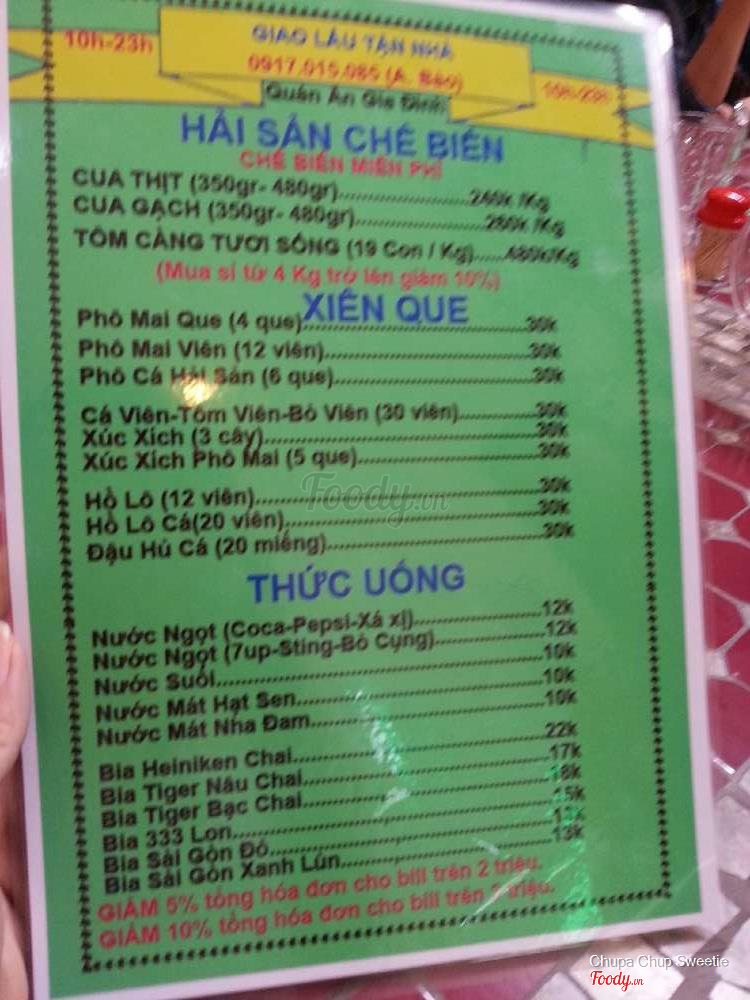 10h-23h
GIAO LẨU TẬN NHÀ
0917.015.085 (A. Bảo)
10h-23h
Quán Ăn Gia Đình
HẢI SẢN CHẾ BIẾN
CHẾ BIẾN MIỄN PHÍ
CUA THỊT (350gr- 480gr)..............................240k /Kg
CUA GẠCH (350gr- 480gr)..............................280k /Kg
TÔM CÀNG TƯƠI SỐNG (19 Con / Kg)......480k/Kg
(Mua sỉ từ 4 Kg trở lên giảm 10%)
XIÊN QUE
Phô Mai Que (4 que)..............................30k
Phô Mai Viên (12 viên)..............................30k
Phô Cá Hải Sản (6 que)..............................30k
Cá Viên-Tôm Viên-Bò Viên (30 viên)............30k
Xúc Xích (3 cây)..............................30k
Xúc Xích Phô Mai (5 que)..............................30k
Hồ Lô (12 viên)..............................30k
Hồ Lô Cá(20 viên)..............................30k
Đậu Hủ Cá (20 miếng)..............................30k
Foody.vn
THỨC UỐNG
Nước Ngọt (Coca-Pepsi-Xá xị)....................12k
Nước Ngọt (7up-Sting-Bò Cụng)..................12k
Nước Suối..............................10k
Nước Mát Hạt Sen..............................10k
Nước Mát Nha Đam..............................10k
Bia Heiniken Chai..............................22k
Bia Tiger Nâu Chai..............................17k
Bia Tiger Bạc Chai..............................18k
Bia 333 Lon..............................15k
Bia Sài Gòn Đỏ..............................
Bia Sài Gòn Xanh Lùn..............................13k
GIẢM 5% tổng hóa đơn cho bill trên 2 triệu.
GIẢM 10% tổng hóa đơn cho bill trên triệu.
Chupa Chup Sweetie
Foody.vn